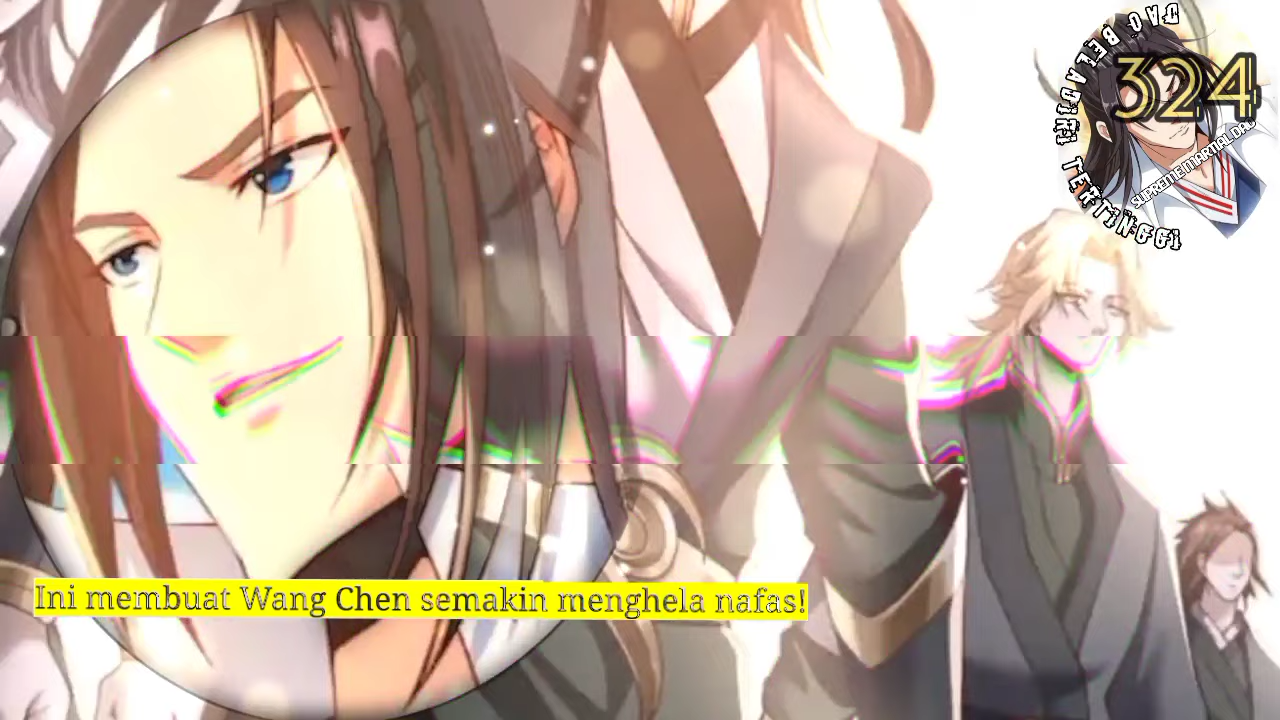 DAO BELADIRI TERTINGGI
324
SUPREME MARTIAL DAO
Ini membuat Wang Chen semakin menghela nafas!